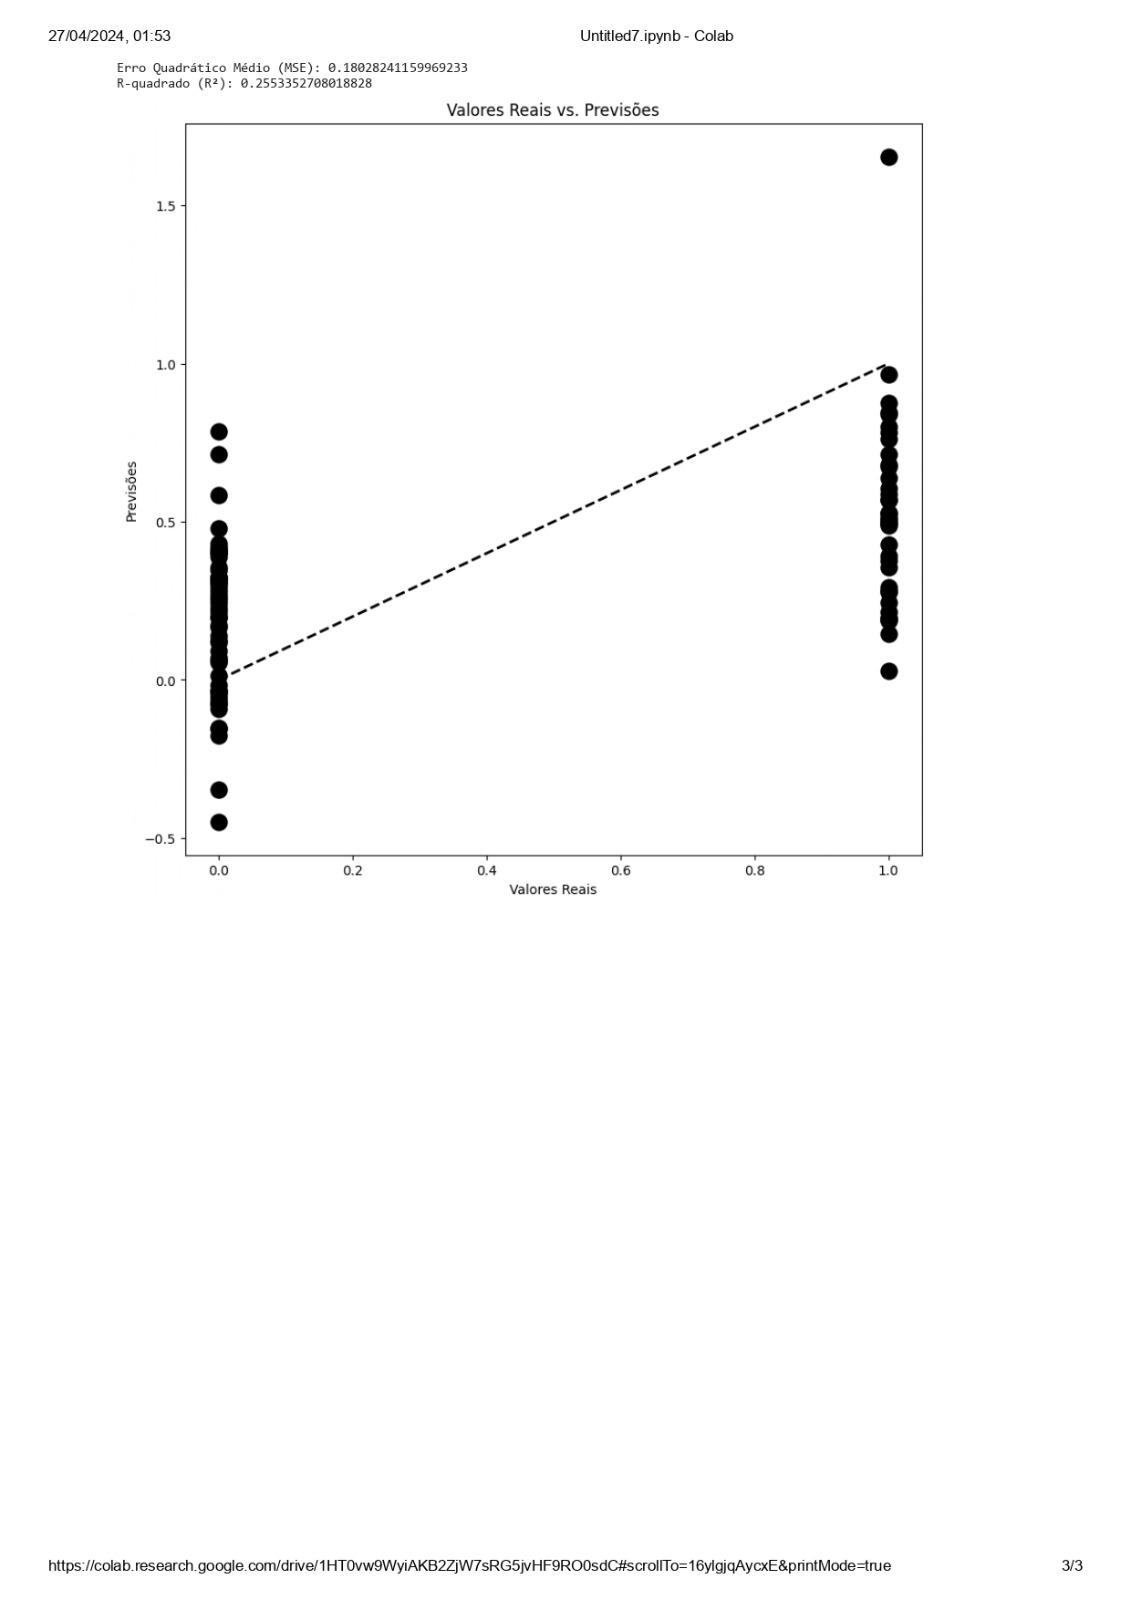 27/04/2024, 01:53 Untitled7.ipynb - Colab
Erro Quadrático Médio (MSE): 0.18028241159969233
R-quadrado (R²): 0.2553352708018828
Valores Reais vs. Previsões
1.5
1.0
0.5
0.0
−0.5
Previsões
0.0 0.2 0.4 0.6 0.8 1.0
Valores Reais
https://colab.research.google.com/drive/1HT0vw9WyiAKB2ZjW7sRG5jvHF9RO0sdC#scrollTo=16ylgjqAycxE&printMode=true 3/3